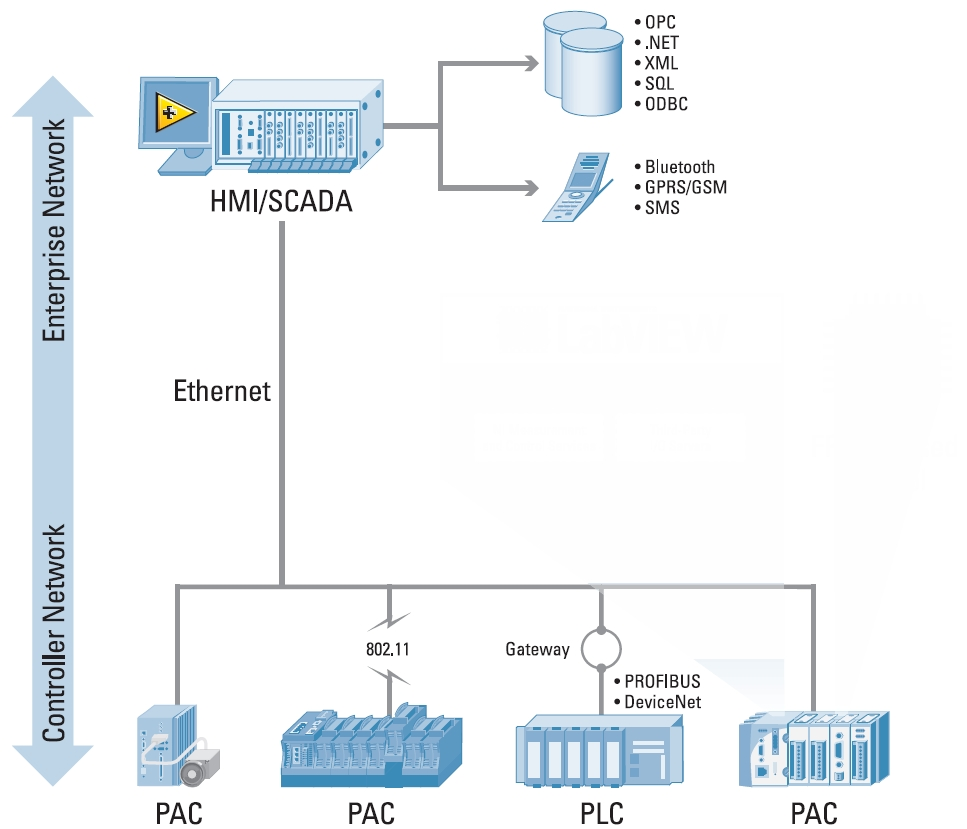 • OPC
• .NET
• XML
• SQL
• ODBC
HMI/SCADA
• Bluetooth
• GPRS/GSM
• SMS
Enterprise Network
Ethernet
Controller Network
802.11
Gateway
• PROFIBUS
• DeviceNet
PAC
PAC
PLC
PAC